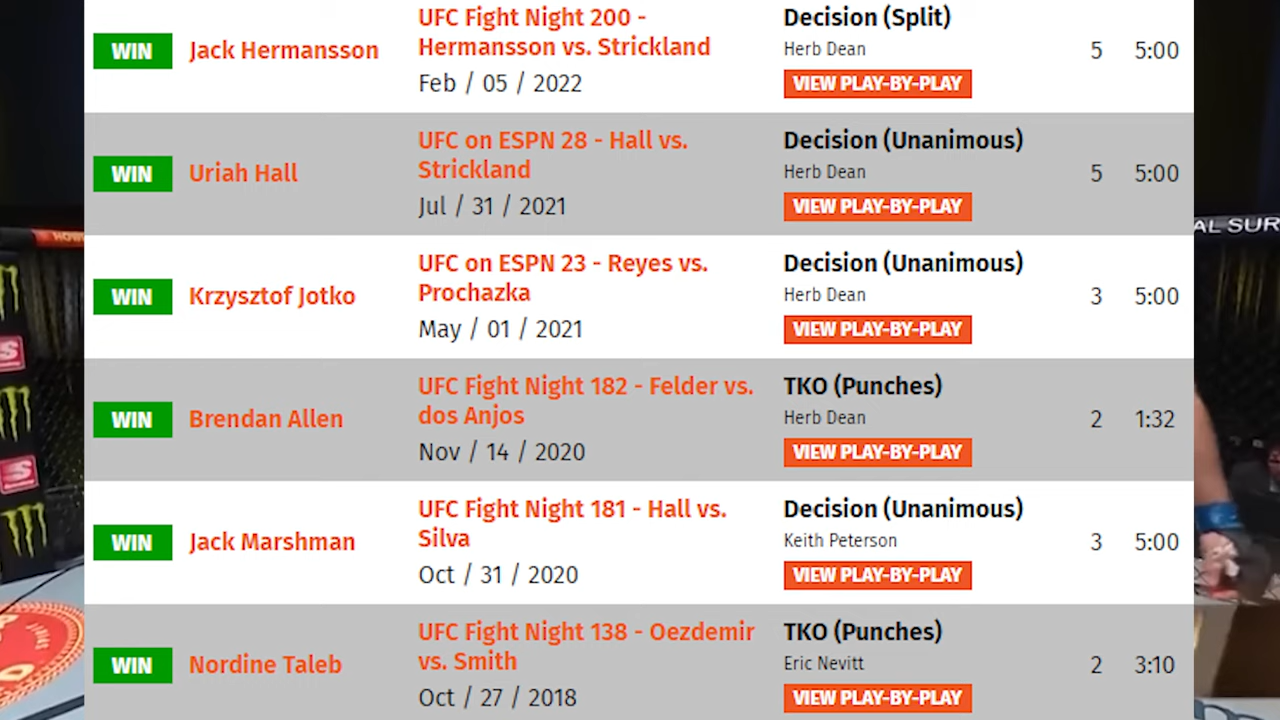 UFC Fight Night 200 -
Hermansson vs. Strickland
Feb / 05 / 2022
WIN
Jack Hermansson
Decision (Split)
Herb Dean
VIEW PLAY-BY-PLAY
5
5:00
UFC on ESPN 28 - Hall vs.
Strickland
Jul / 31 / 2021
WIN
Uriah Hall
Decision (Unanimous)
Herb Dean
VIEW PLAY-BY-PLAY
5
5:00
UFC on ESPN 23 - Reyes vs.
Prochazka
May / 01 / 2021
WIN
Krzysztof Jotko
Decision (Unanimous)
Herb Dean
VIEW PLAY-BY-PLAY
3
5:00
UFC Fight Night 182 - Felder vs.
dos Anjos
Nov / 14 / 2020
WIN
Brendan Allen
TKO (Punches)
Herb Dean
VIEW PLAY-BY-PLAY
2
1:32
UFC Fight Night 181 - Hall vs.
Silva
Oct / 31 / 2020
WIN
Jack Marshman
Decision (Unanimous)
Keith Peterson
VIEW PLAY-BY-PLAY
3
5:00
UFC Fight Night 138 - Oezdemir
vs. Smith
Oct / 27 / 2018
WIN
Nordine Taleb
TKO (Punches)
Eric Nevitt
VIEW PLAY-BY-PLAY
2
3:10
AL SUR